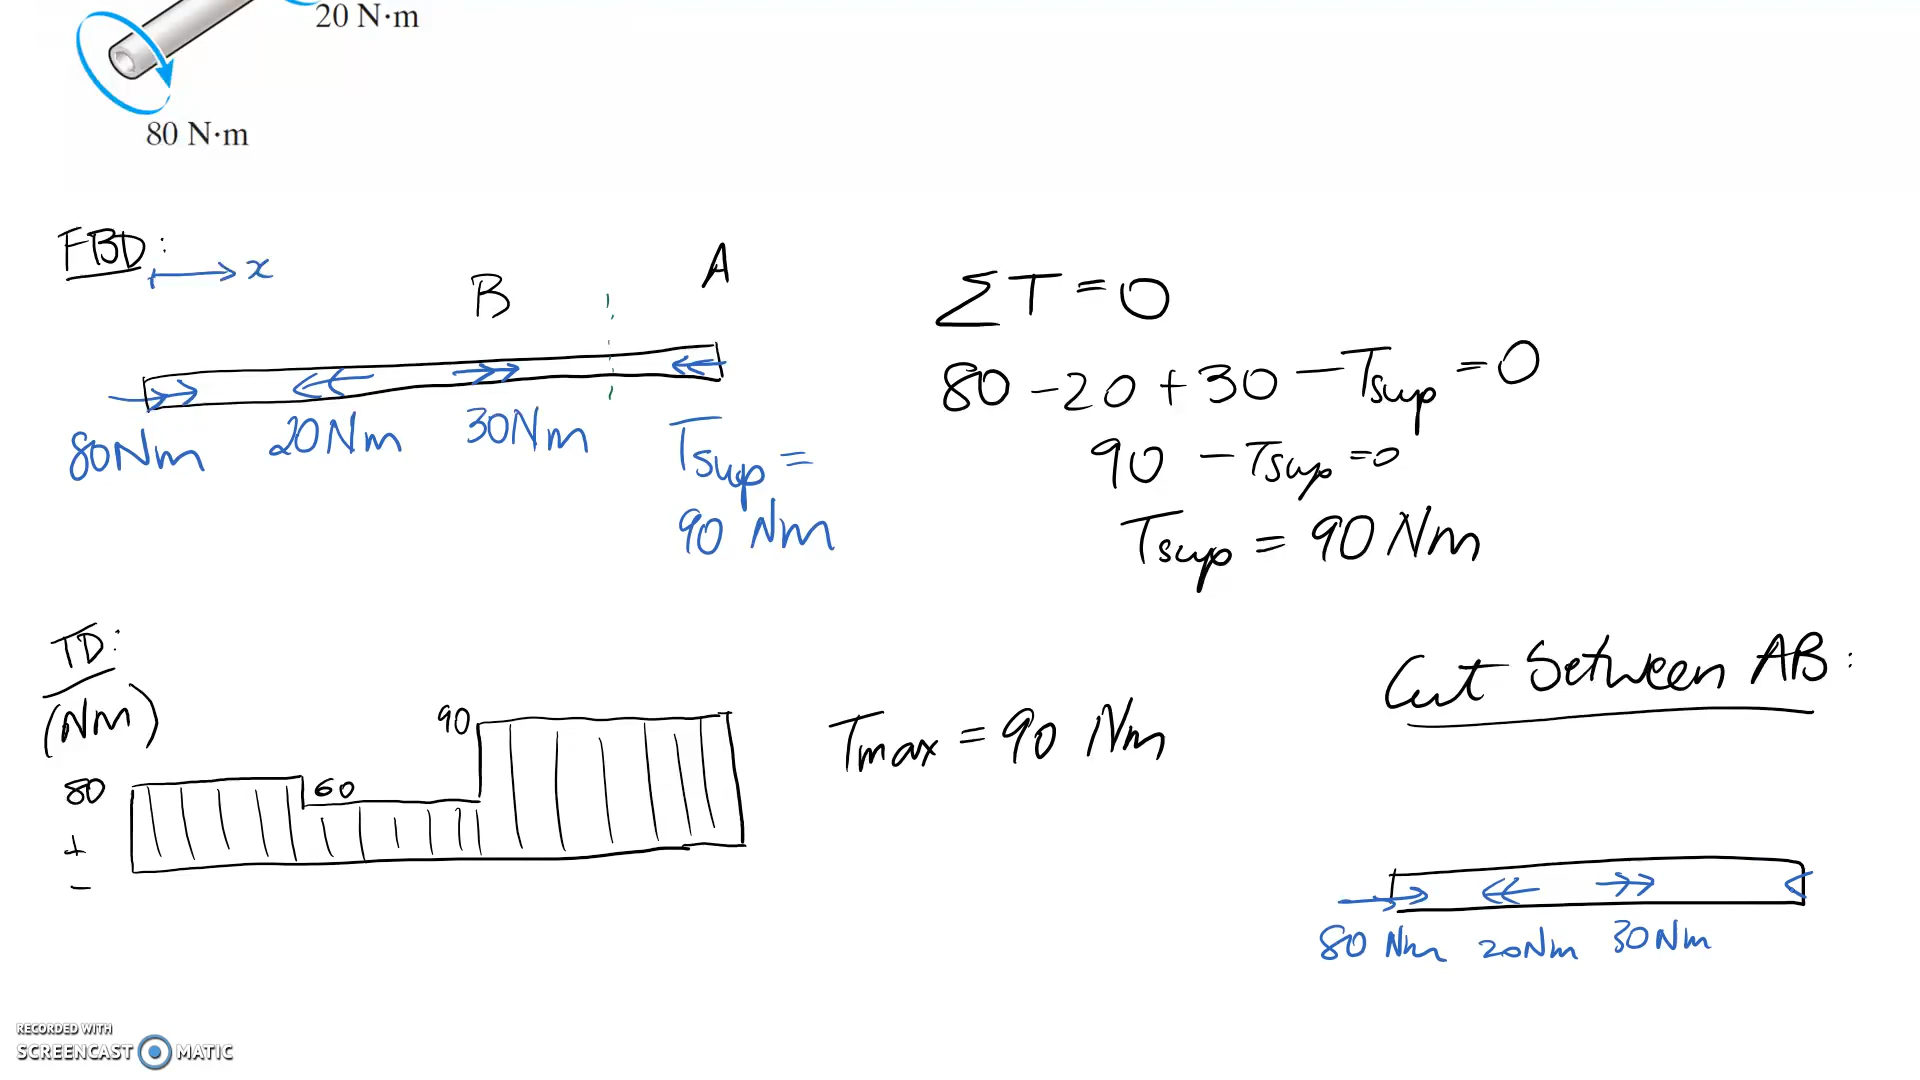 20 N·m
80 N·m
FBD:
x
B
A
80Nm
20Nm
30Nm
Tsup =
90 Nm
ΣT=0
80 -20 +30 -Tsup =0
90 -Tsup =0
Tsup = 90 Nm
TD:
(Nm)
80
60
90
+
-
Tmax = 90 Nm
Cut between AB:
80 Nm
20Nm
30Nm
RECORDED WITH
SCREENCAST MATIC